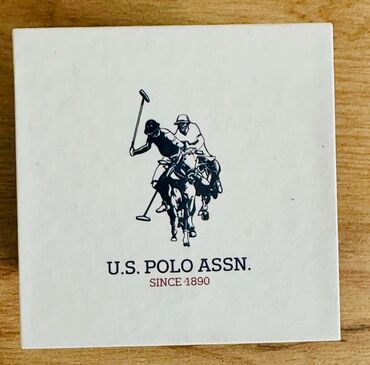 U.S. POLO ASSN.
SINCE 1890